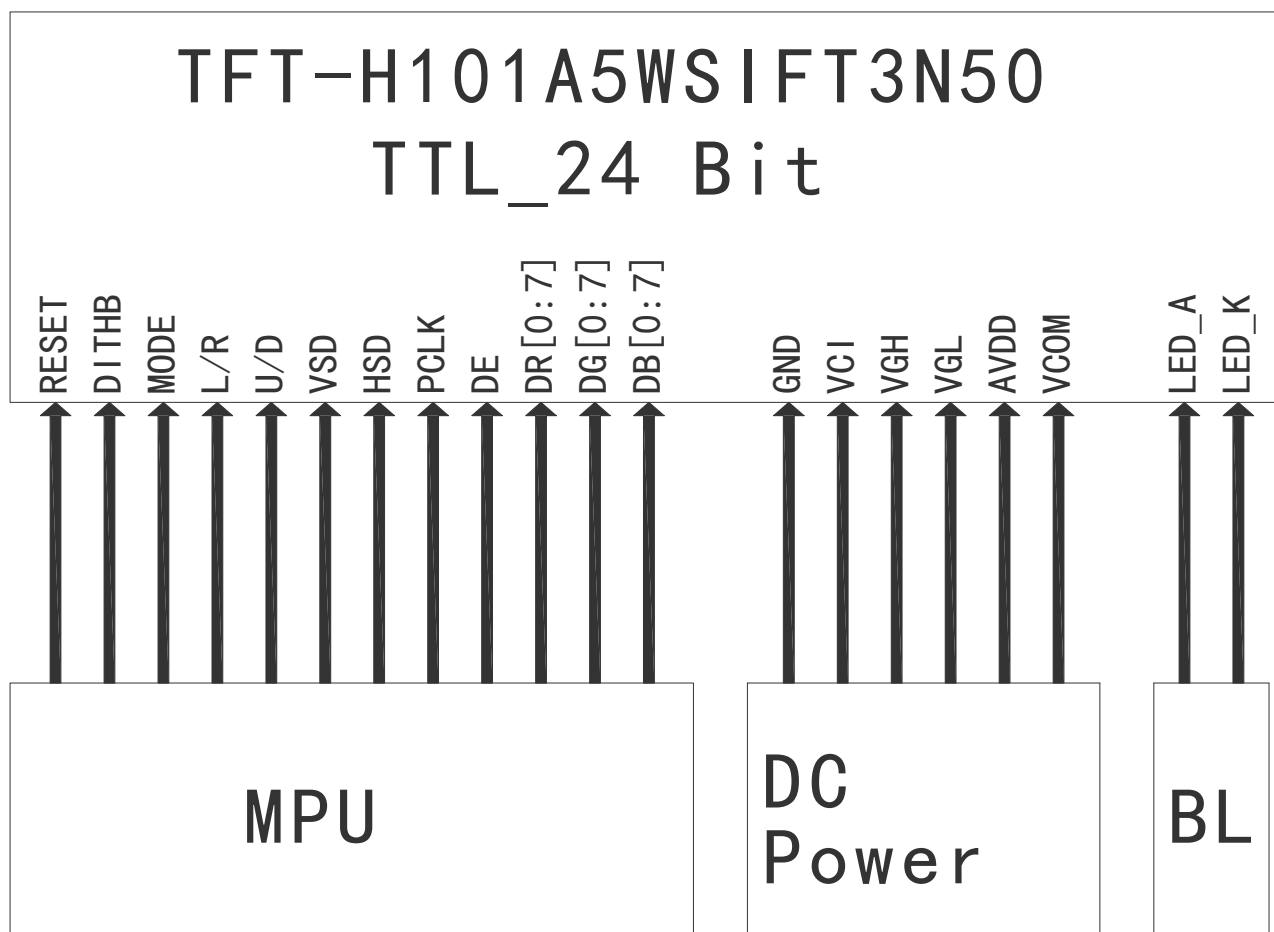 TFT-H101A5WSIFT3N50
TTL_24 Bit
RESET
DITHB
MODE
L/R
U/D
VSD
HSD
PCLK
DE
DR[0:7]
DG[0:7]
DB[0:7]
GND
VCI
VGH
VGL
AVDD
VCOM
LED_A
LED_K
MPU
DC
Power
BL